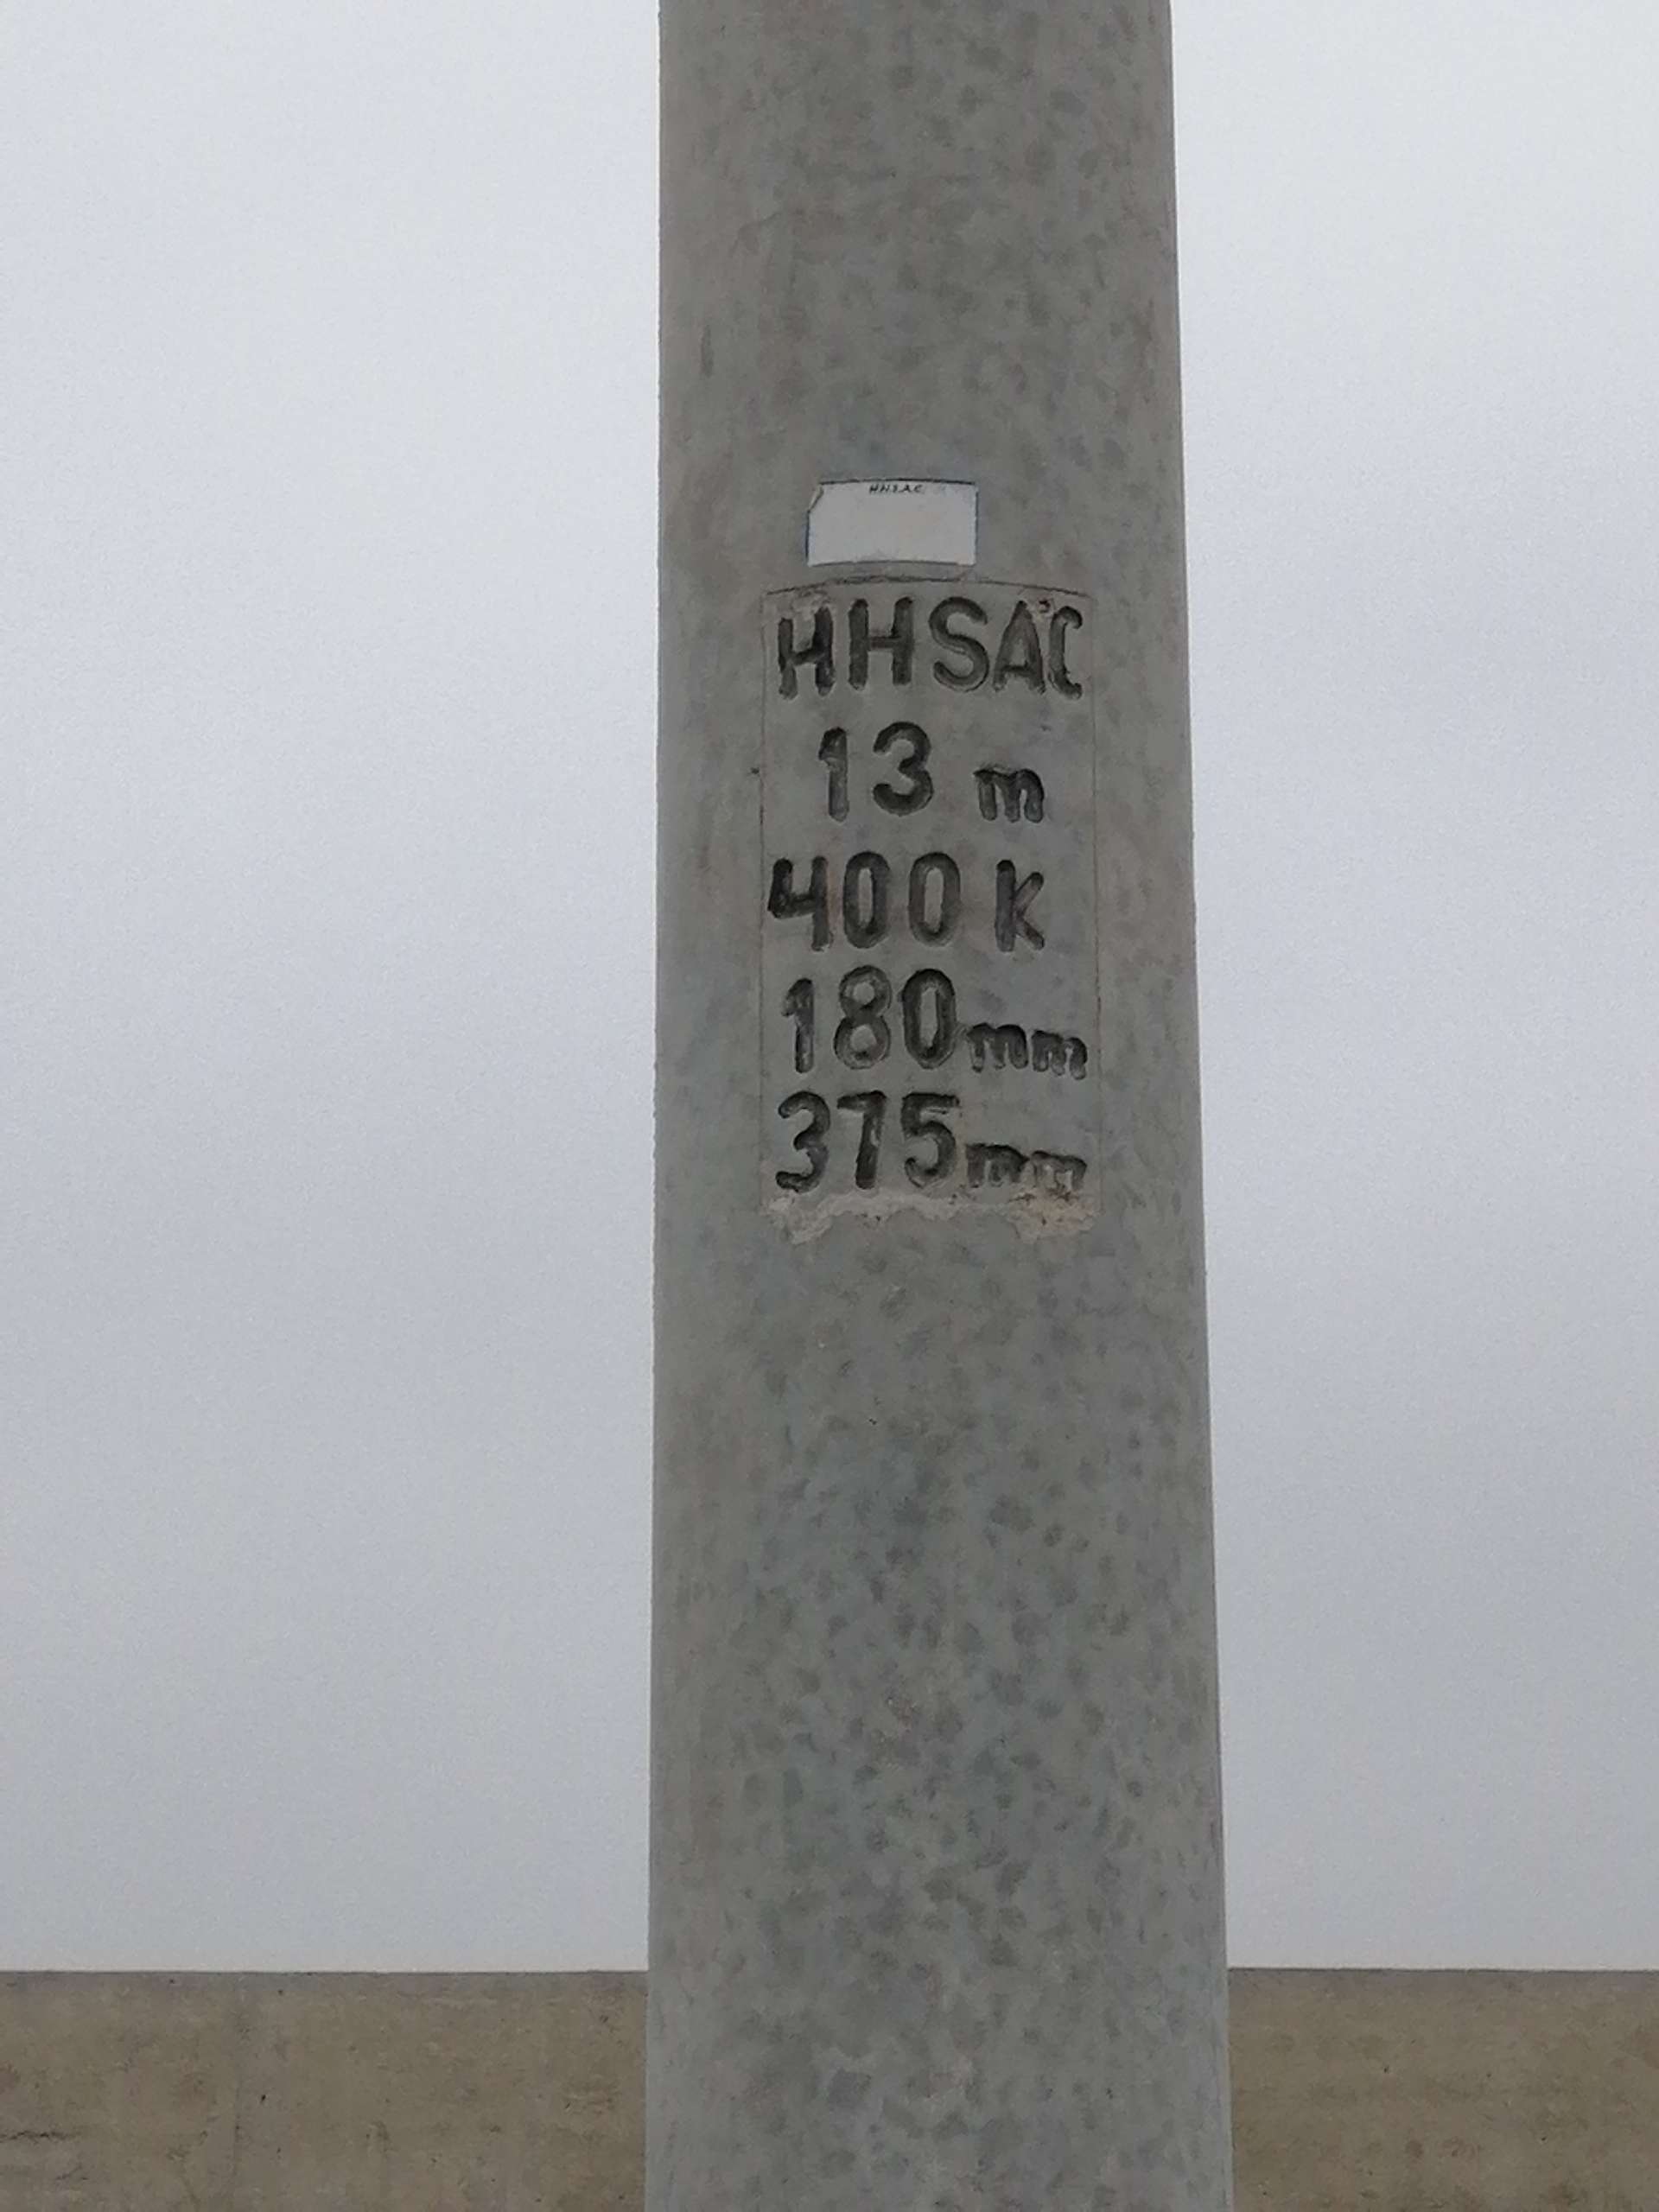 H.H.S.A.C.
HHSAC
13 m
400 K
180mm
375mm